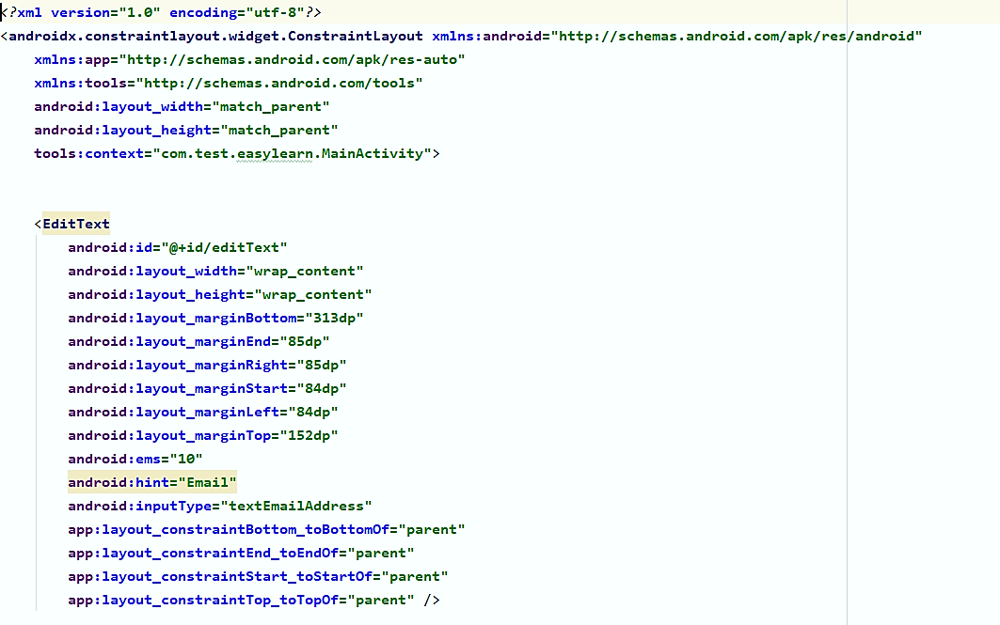 <?xml version="1.0" encoding="utf-8"?>
<androidx.constraintlayout.widget.ConstraintLayout xmlns:android="http://schemas.android.com/apk/res/android"
    xmlns:app="http://schemas.android.com/apk/res-auto"
    xmlns:tools="http://schemas.android.com/tools"
    android:layout_width="match_parent"
    android:layout_height="match_parent"
    tools:context="com.test.easylearn.MainActivity">
    <EditText
        android:id="@+id/editText"
        android:layout_width="wrap_content"
        android:layout_height="wrap_content"
        android:layout_marginBottom="313dp"
        android:layout_marginEnd="85dp"
        android:layout_marginRight="85dp"
        android:layout_marginStart="84dp"
        android:layout_marginLeft="84dp"
        android:layout_marginTop="152dp"
        android:ems="10"
        android:hint="Email"
        android:inputType="textEmailAddress"
        app:layout_constraintBottom_toBottomOf="parent"
        app:layout_constraintEnd_toEndOf="parent"
        app:layout_constraintStart_toStartOf="parent"
        app:layout_constraintTop_toTopOf="parent" />